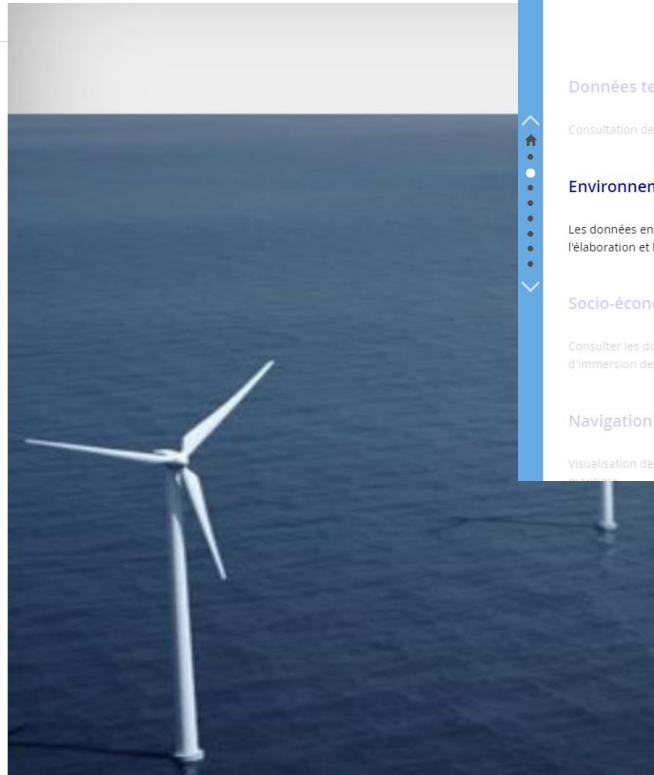 Données te
Consultation de
Environnem
Les données en
l'élaboration et l
Socio-écon
Consulter les do
d'immersion de
Navigation
Visualisation de